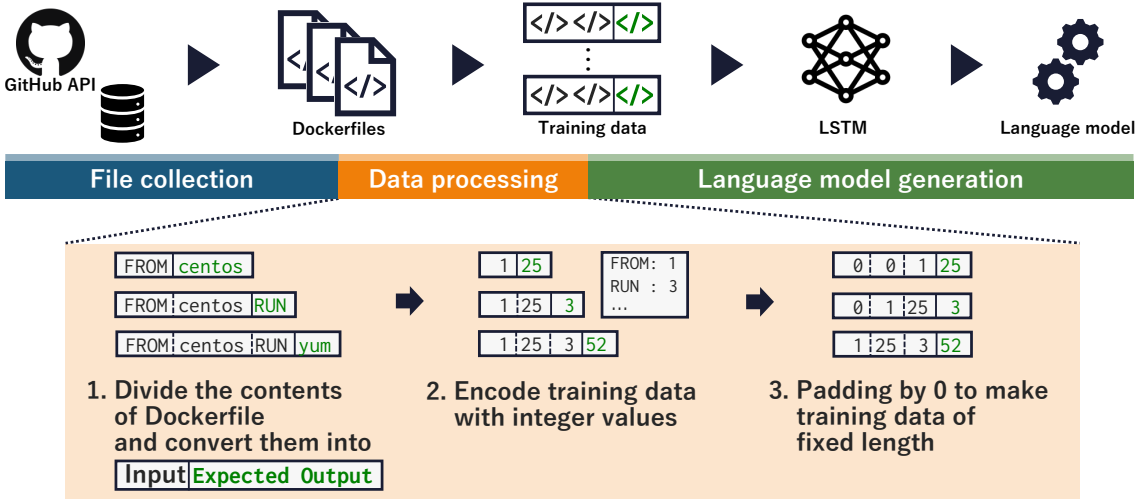 GitHub API
</> </> </>
</> </> </>
</> </> </>
Dockerfiles
Training data
LSTM
Language model
File collection
Data processing
Language model generation
FROM centos
FROM centos RUN
FROM centos RUN yum
1. Divide the contents
of Dockerfile
and convert them into
Input Expected Output
1 25
1 25 3
1 25 3 52
FROM: 1
RUN : 3
...
2. Encode training data
with integer values
0 0 1 25
0 1 25 3
1 25 3 52
3. Padding by 0 to make
training data of
fixed length